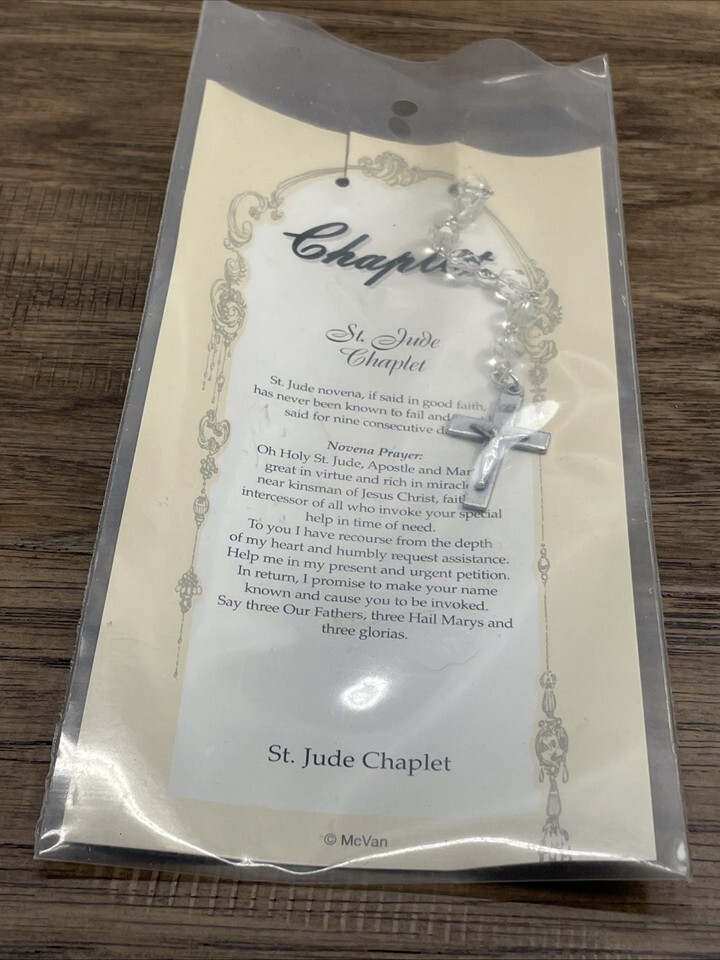 Chaplet
St. Jude
Chaplet
St. Jude novena, if said in good faith,
has never been known to fail and
said for nine consecutive
Novena Prayer:
Oh Holy St. Jude, Apostle and
great in virtue and rich in
near kinsman of Jesus Christ,
intercessor of all who invoke your special
help in time of need.
To you I have recourse from the depth
of my heart and humbly request assistance.
Help me in my present and urgent petition.
In return, I promise to make your name
known and cause you to be invoked.
Say three Our Fathers, three Hail Marys and
three glorias.
St. Jude Chaplet
© McVan